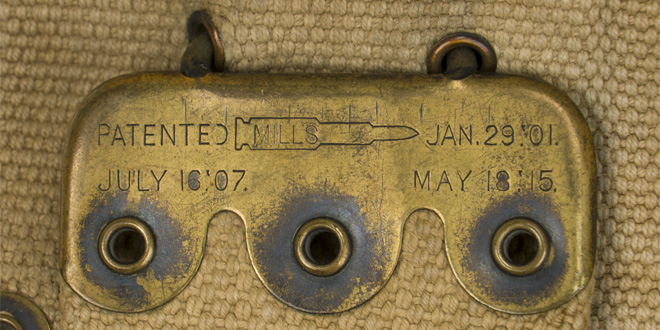 PATENTED MILLS JAN. 29.'01.
JULY 16.'07. MAY 18.'15.